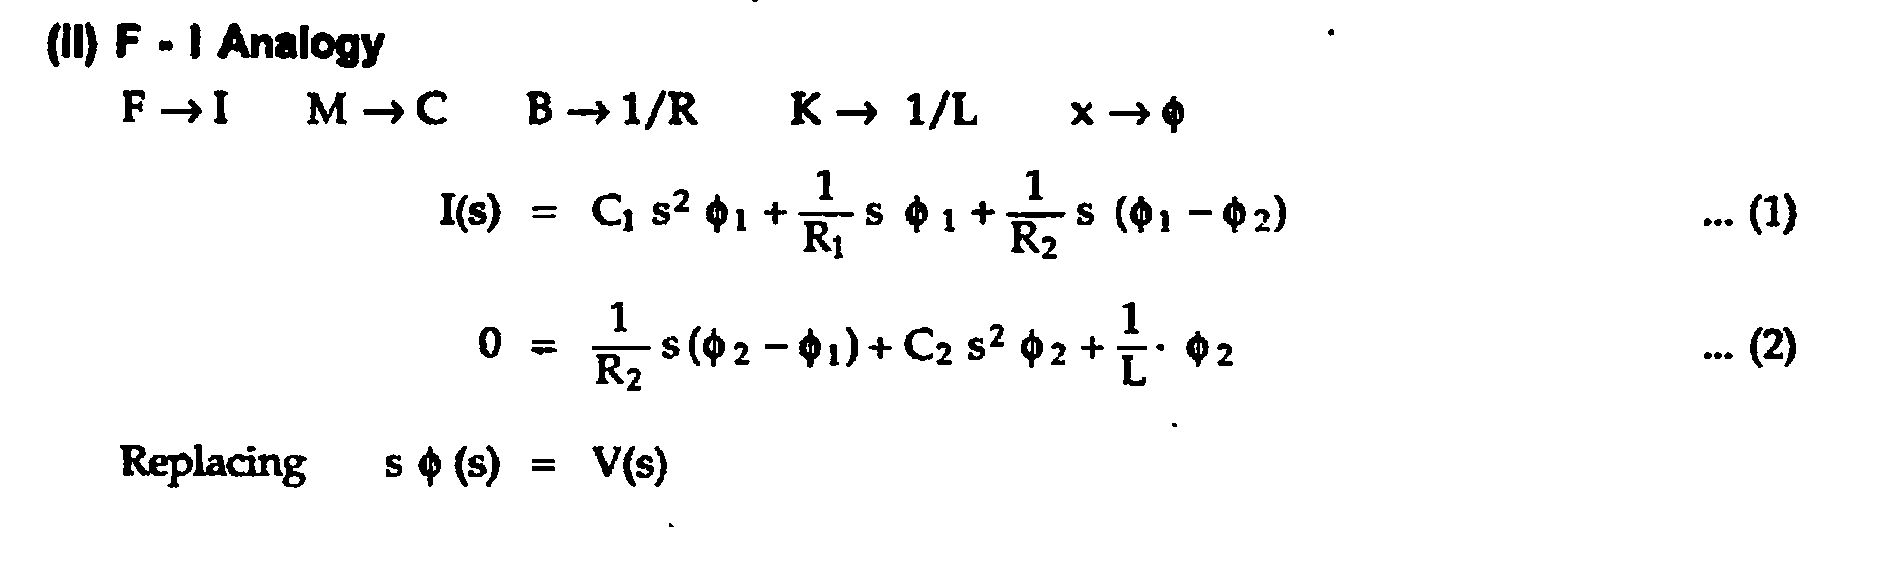 (II) F - I Analogy
F → I M → C B → 1/R K → 1/L x → ϕ
I(s) = C₁ s² ϕ₁ + 1/R₁ s ϕ₁ + 1/R₂ s (ϕ₁ − ϕ₂) ... (1)
0 = 1/R₂ s(ϕ₂ − ϕ₁) + C₂ s² ϕ₂ + 1/L · ϕ₂ ... (2)
Replacing s ϕ (s) = V(s)